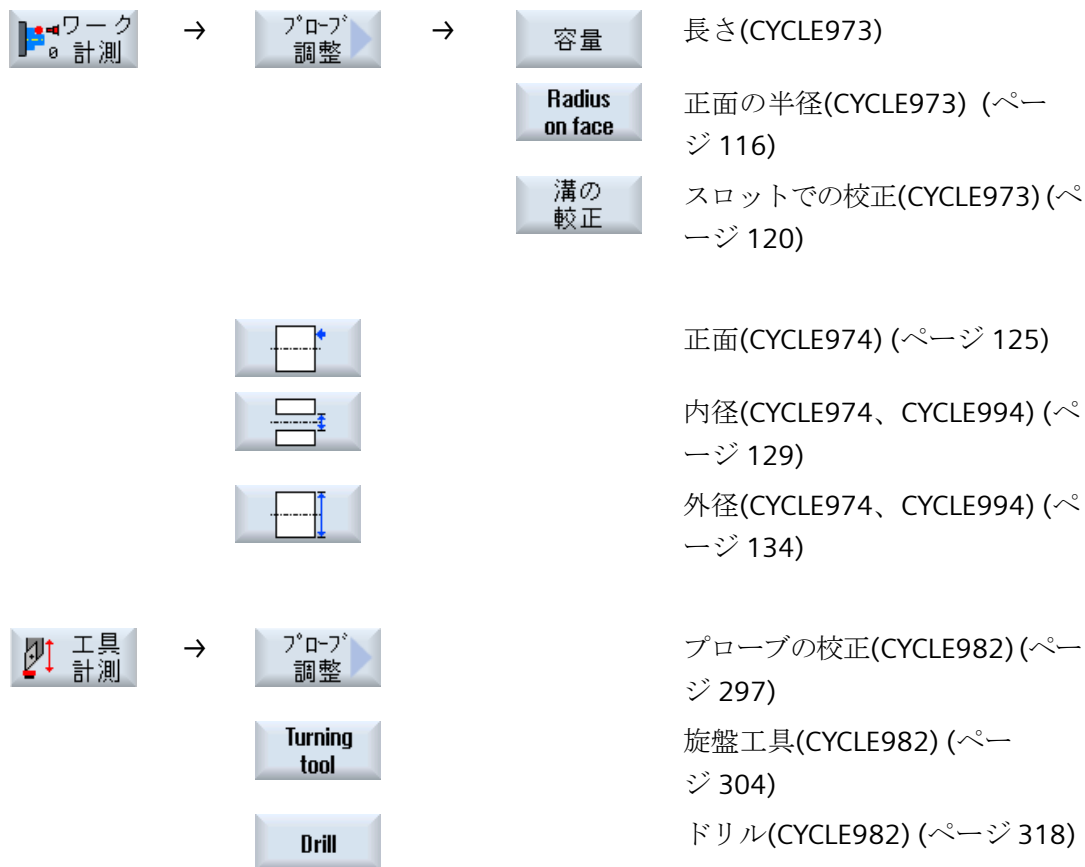 ワーク
0 計測
→
プローブ
調整
→
容量
長さ(CYCLE973)
Radius
on face
正面の半径(CYCLE973) (ペー
ジ 116)
溝の
較正
スロットでの校正(CYCLE973) (ペ
ージ 120)
正面(CYCLE974) (ページ 125)
内径(CYCLE974、CYCLE994) (ペ
ージ 129)
外径(CYCLE974、CYCLE994) (ペ
ージ 134)
工具
計測
→
プローブ
調整
プローブの校正(CYCLE982) (ペー
ジ 297)
Turning
tool
旋盤工具(CYCLE982) (ペー
ジ 304)
Drill
ドリル(CYCLE982) (ページ 318)